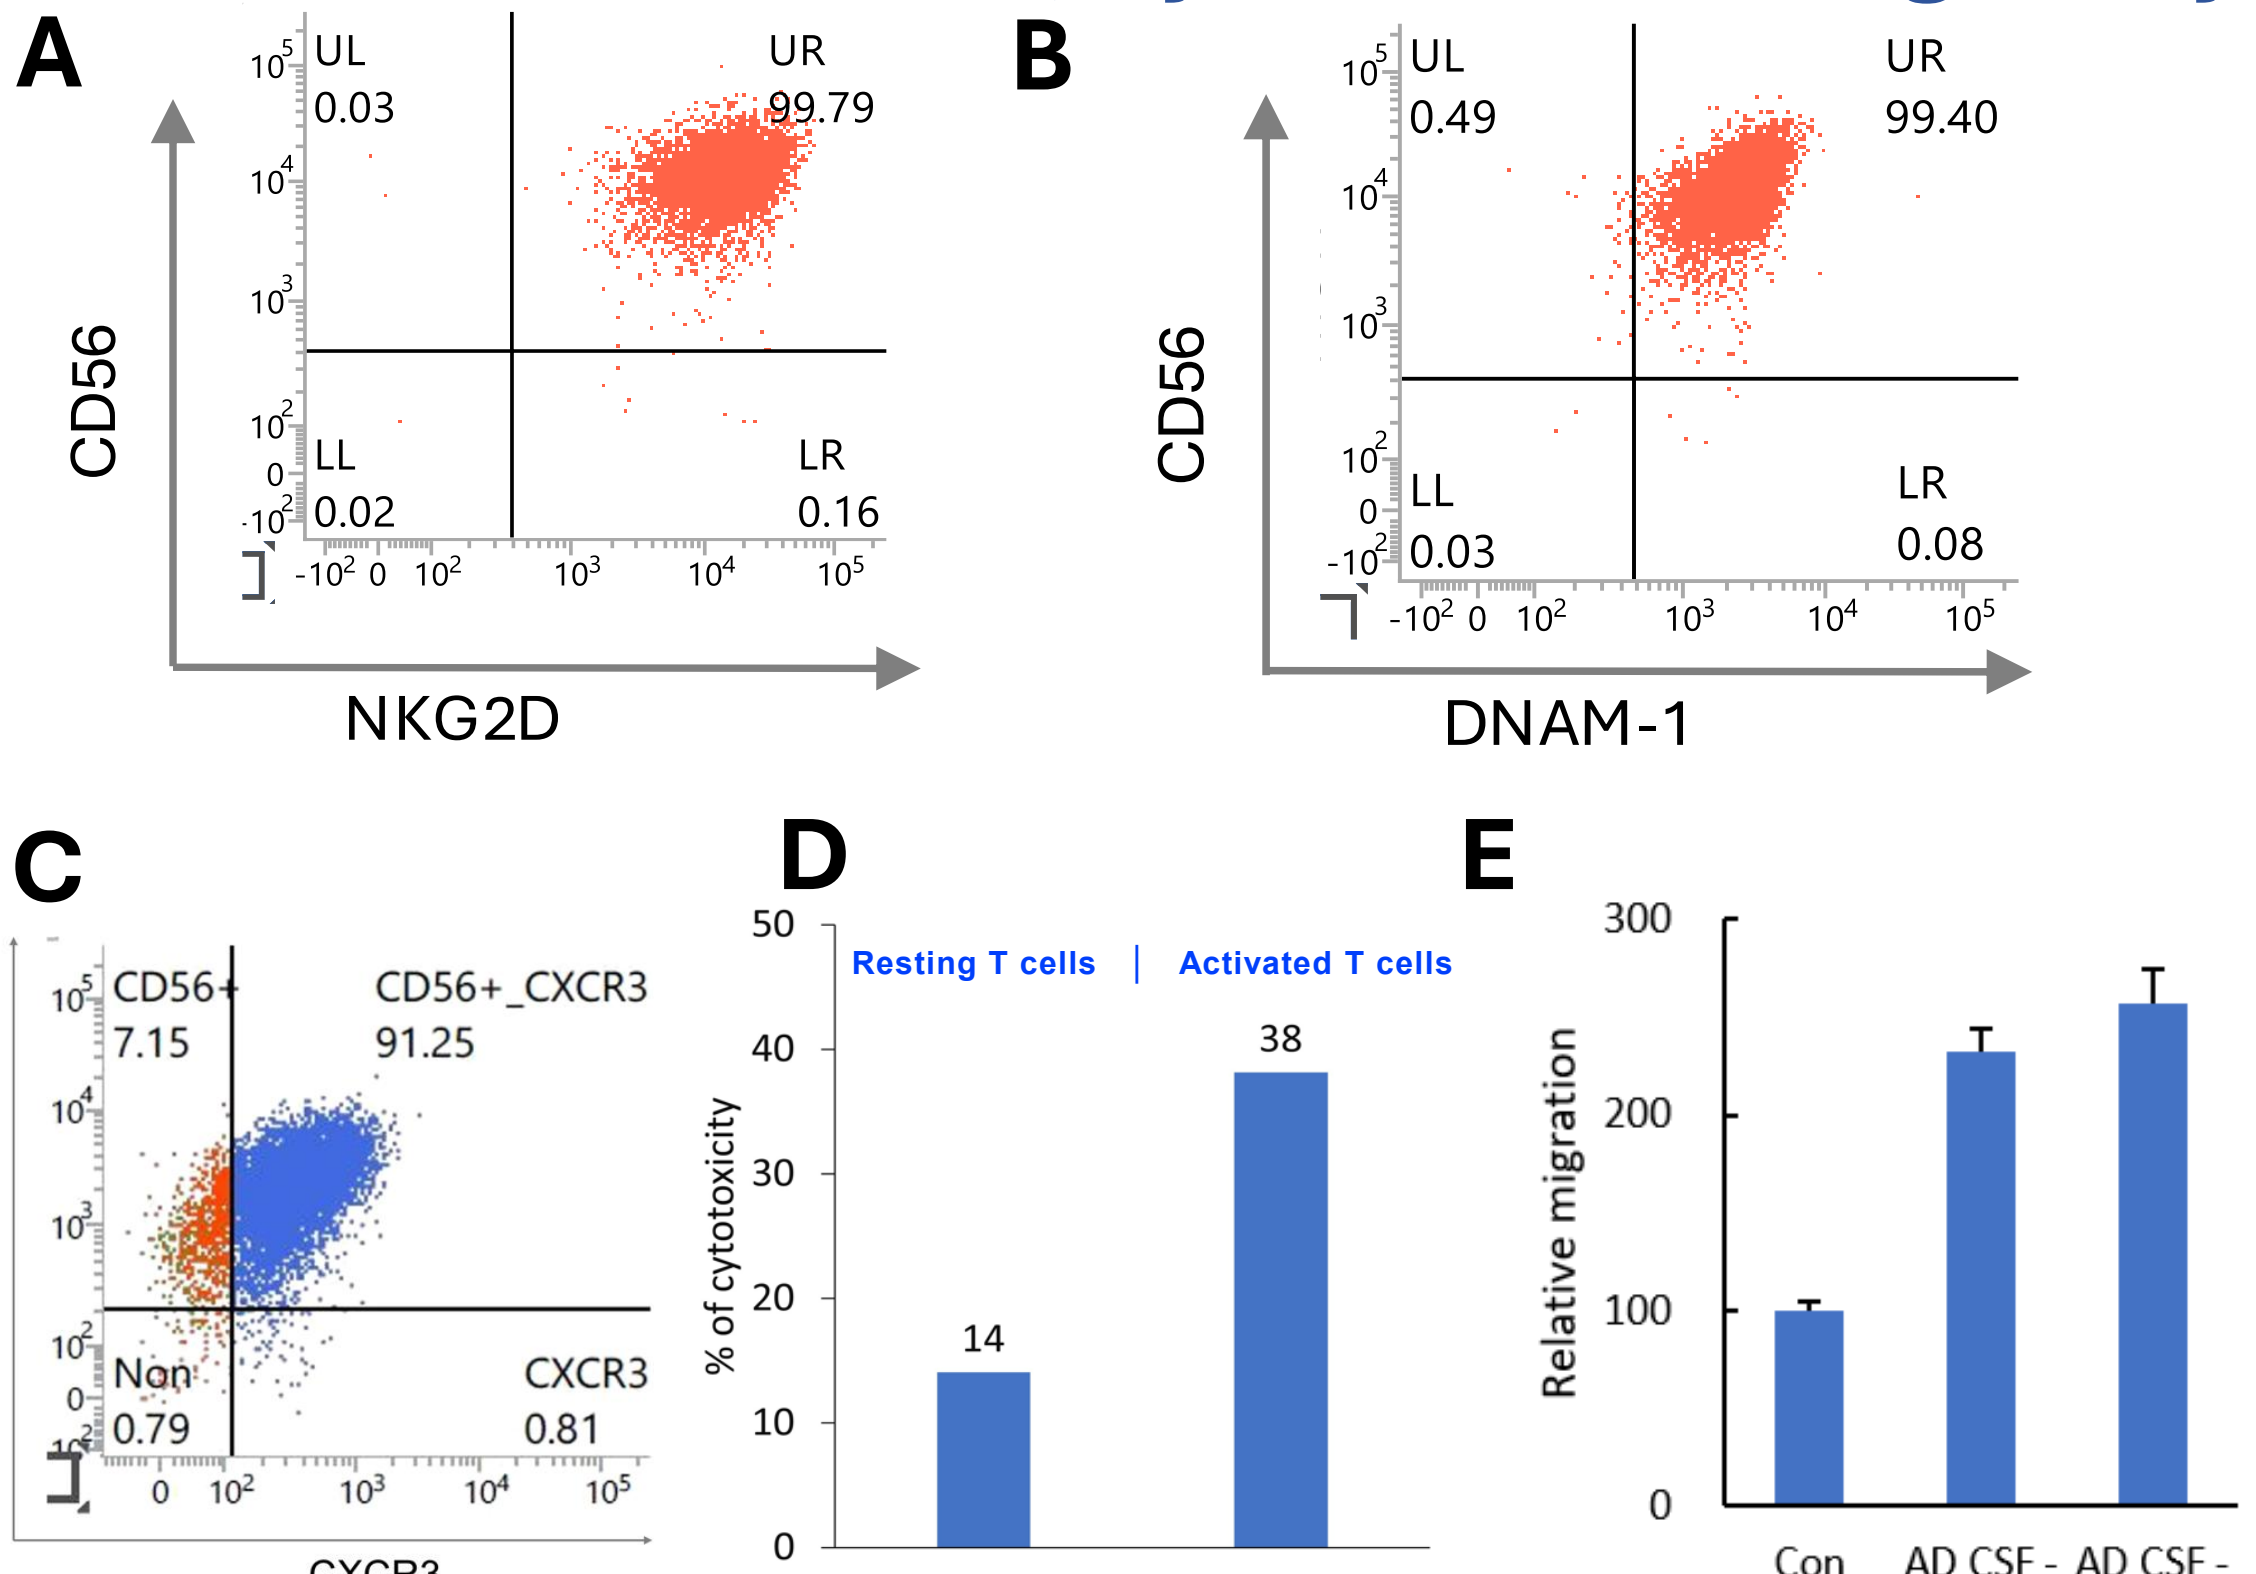 A
10^5
10^4
10^3
10^2
0
-10^2
UL
0.03
UR
99.79
LL
0.02
LR
0.16
-10^2 0 10^2 10^3 10^4 10^5
CD56
NKG2D
B
10^5
10^4
10^3
10^2
0
-10^2
UL
0.49
UR
99.40
LL
0.03
LR
0.08
-10^2 0 10^2 10^3 10^4 10^5
CD56
DNAM-1
C
10^5
10^4
10^3
10^2
0
CD56+
7.15
CD56+_CXCR3
91.25
Non
0.79
CXCR3
0.81
0 10^2 10^3 10^4 10^5
CXCR3
D
50
40
30
20
10
0
% of cytotoxicity
Resting T cells | Activated T cells
14
38
E
300
200
100
0
Relative migration
Con AD CSF - AD CSF -